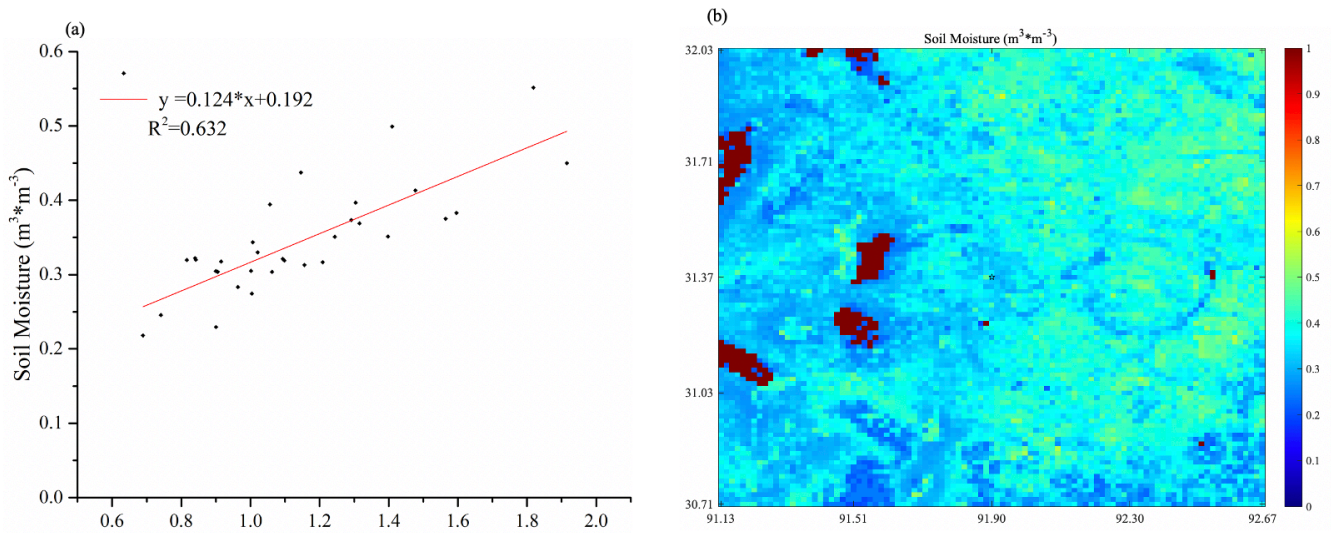 (a)
0.6
0.5
0.4
0.3
0.2
0.1
0.0
Soil Moisture (m³*m⁻³)
y =0.124*x+0.192
R²=0.632
0.6 0.8 1.0 1.2 1.4 1.6 1.8 2.0
(b)
Soil Moisture (m³*m⁻³)
32.03
31.71
31.37
31.03
30.71
91.13 91.51 91.90 92.30 92.67
1
0.9
0.8
0.7
0.6
0.5
0.4
0.3
0.2
0.1
0